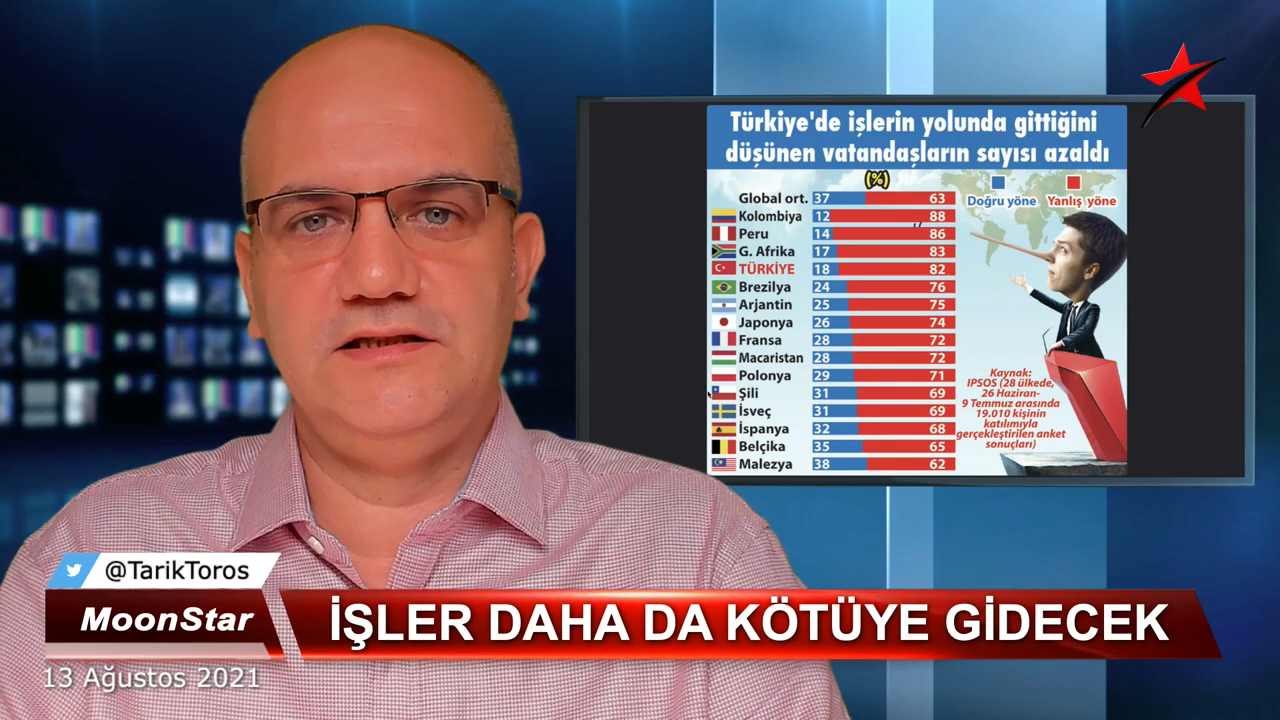 Türkiye'de işlerin yolunda gittiğini
düşünen vatandaşların sayısı azaldı
(%)
Doğru yöne Yanlış yöne
Global ort. 37 63
Kolombiya 12 88
Peru 14 86
G. Afrika 17 83
TÜRKİYE 18 82
Brezilya 24 76
Arjantin 25 75
Japonya 26 74
Fransa 28 72
Macaristan 28 72
Polonya 29 71
Şili 31 69
İsveç 31 69
İspanya 32 68
Belçika 35 65
Malezya 38 62
Kaynak:
IPSOS (28 ülkede,
26 Haziran-
9 Temmuz arasında
19.010 kişinin
katılımıyla
gerçekleştirilen anket
sonuçları)
@TarikToros
MoonStar
İŞLER DAHA DA KÖTÜYE GİDECEK
13 Ağustos 2021